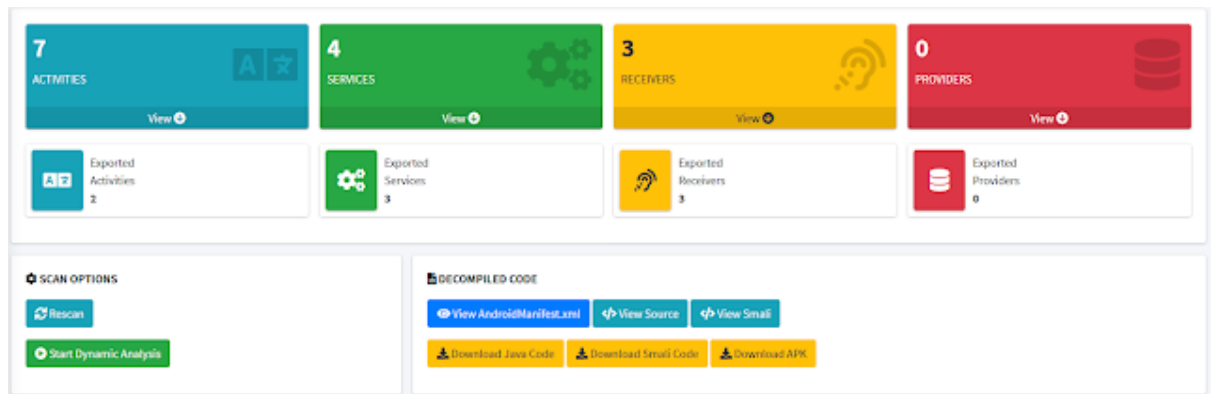 7
ACTIVITIES
View
4
SERVICES
View
3
RECEIVERS
View
0
PROVIDERS
View
Exported
Activities
2
Exported
Services
3
Exported
Receivers
3
Exported
Providers
0
SCAN OPTIONS
Rescan
Start Dynamic Analysis
DECOMPILED CODE
View AndroidManifest.xml
View Source
View Smali
Download Java Code
Download Smali Code
Download APK